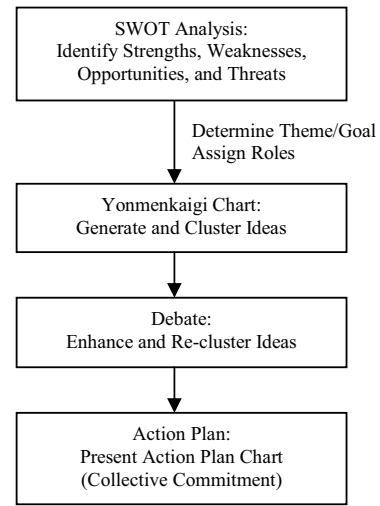 SWOT Analysis:
Identify Strengths, Weaknesses,
Opportunities, and Threats
Determine Theme/Goal
Assign Roles
Yonmenkaigi Chart:
Generate and Cluster Ideas
Debate:
Enhance and Re-cluster Ideas
Action Plan:
Present Action Plan Chart
(Collective Commitment)